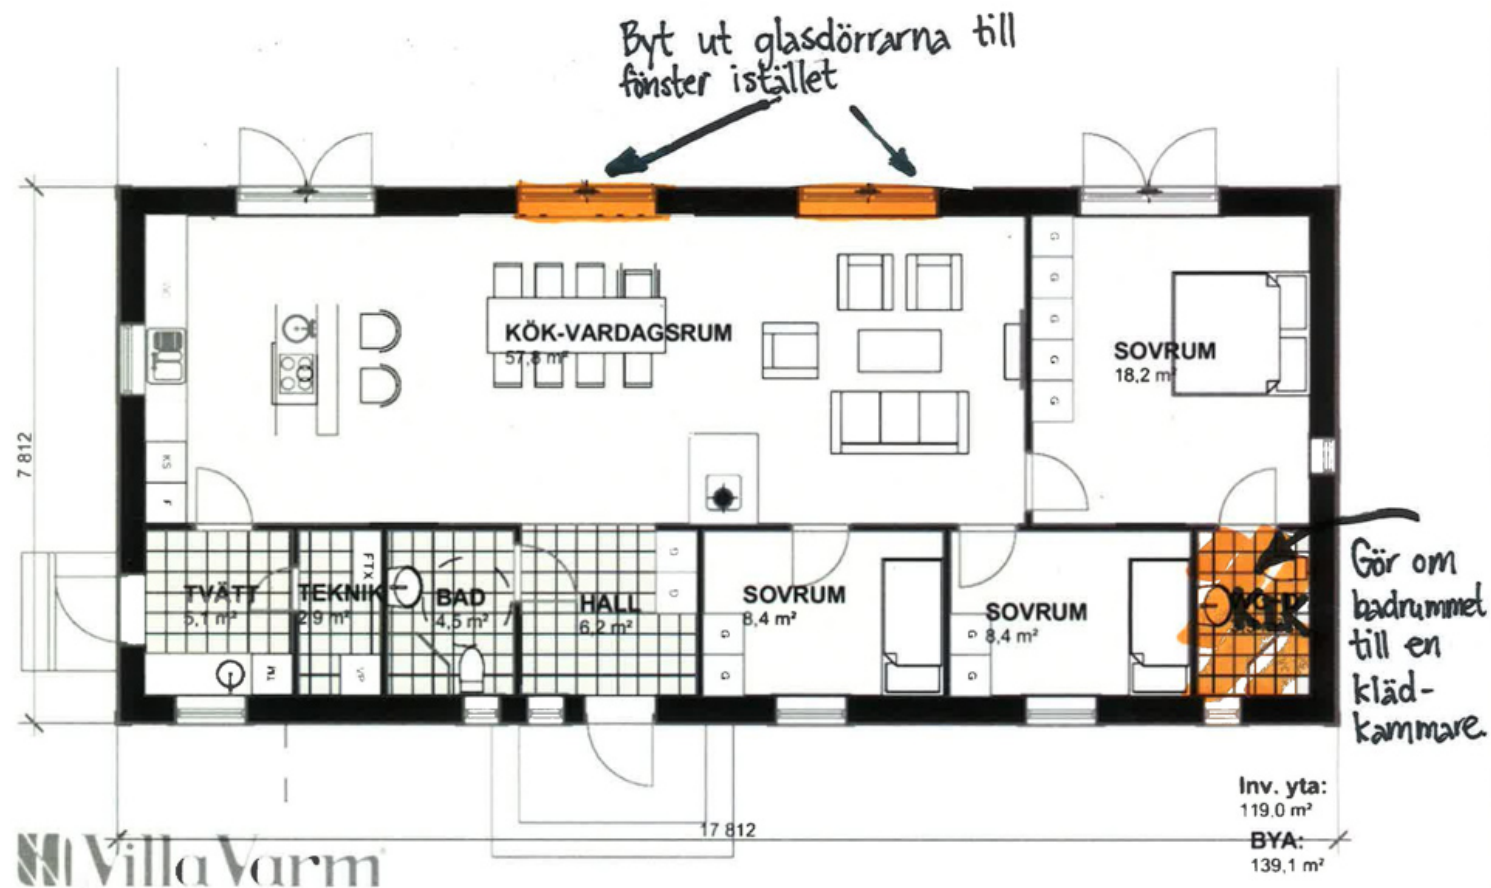 Byt ut glasdörrarna till
fönster istället
KÖK-VARDAGSRUM
57,8 m²
SOVRUM
18,2 m²
G
G
G
G
G
KS
F
7 812
TVÄTT
5,1 m²
TM
TEKNIK
2,9 m²
FTX
VP
BAD
4,5 m²
HALL
6,2 m²
G
G
SOVRUM
8,4 m²
G
G
SOVRUM
8,4 m²
G
G
Gör om
badrummet
till en
kläd-
kammare.
17 812
Inv. yta:
119,0 m²
BYA:
139,1 m²
VillaVarm